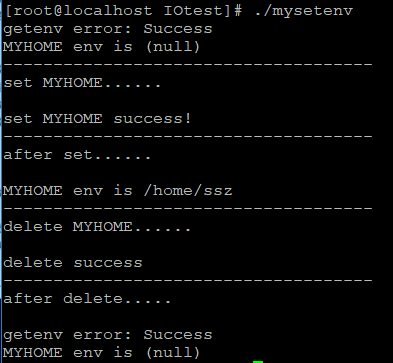 [root@localhost IOtest]# ./mysetenv
getenv error: Success
MYHOME env is (null)
-------------------------------------
set MYHOME......
set MYHOME success!
-------------------------------------
after set......
MYHOME env is /home/ssz
-------------------------------------
delete MYHOME......
delete success
-------------------------------------
after delete.....
getenv error: Success
MYHOME env is (null)